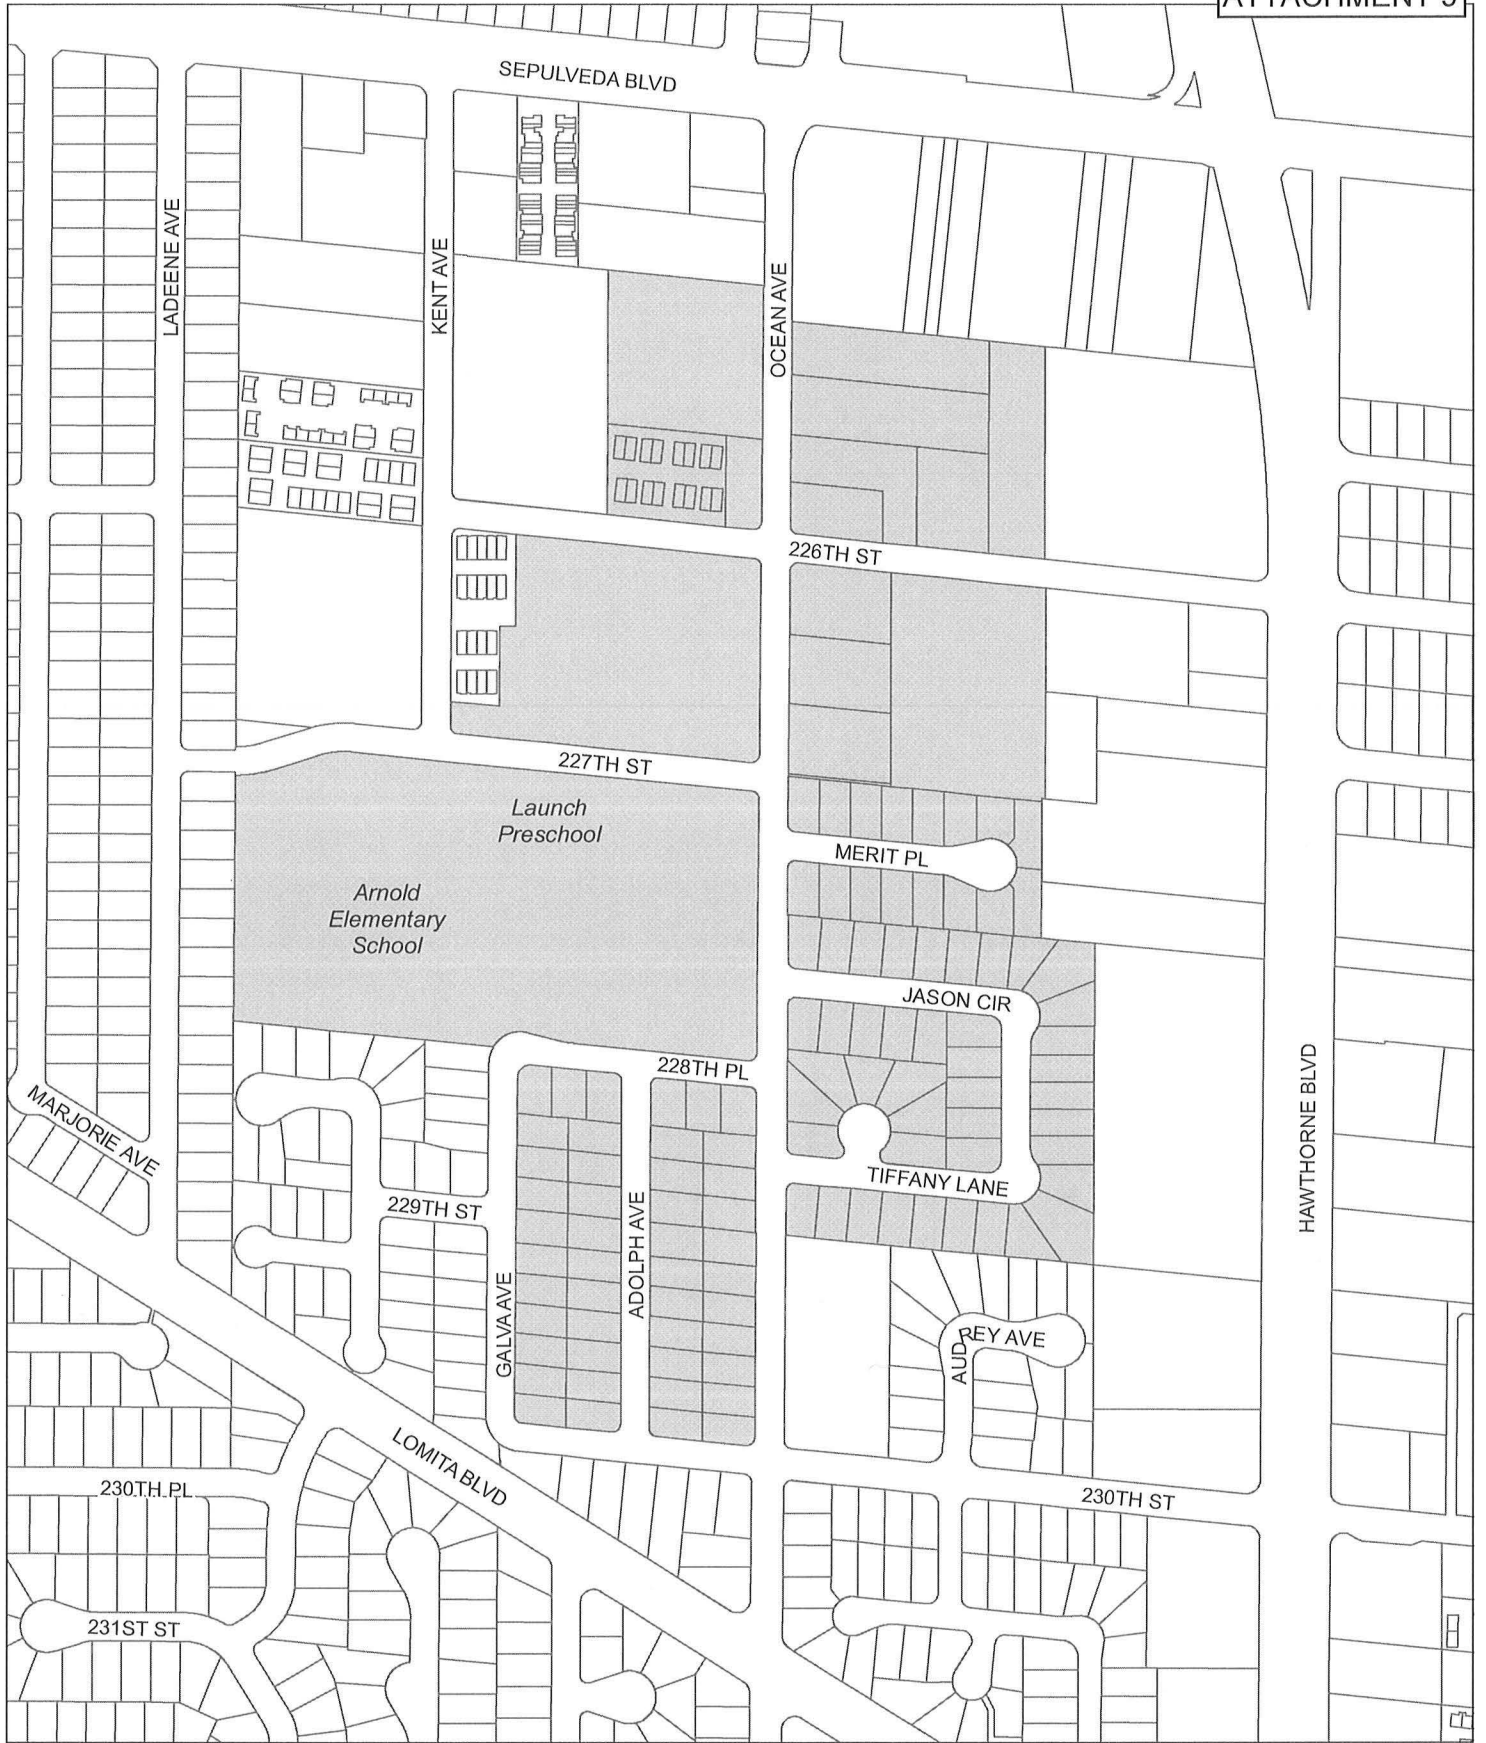 ATTACHMENT
SEPULVEDA BLVD
LADEENE AVE
KENT AVE
OCEAN AVE
226TH ST
227TH ST
Launch
Preschool
MERIT PL
Arnold
Elementary
School
JASON CIR
228TH PL
HAWTHORNE BLVD
MARJORIE AVE
TIFFANY LANE
229TH ST
ADOLPH AVE
GALVA AVE
AUDREY AVE
LOMITA BLVD
230TH PL
230TH ST
231ST ST